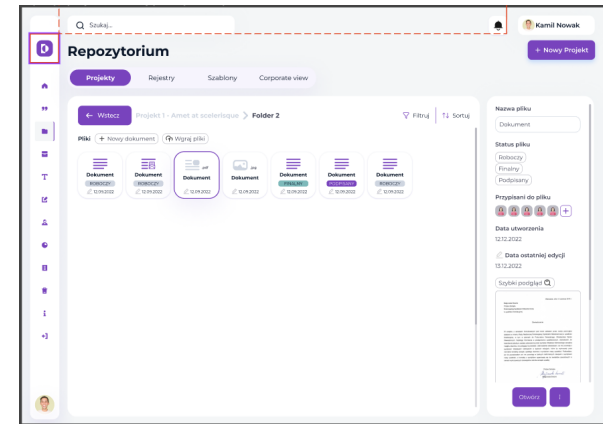 Szukaj...
Kamil Nowak
Repozytorium
+ Nowy Projekt
Projekty
Rejestry
Szablony
Corporate view
← Wstecz
Projekt 1 - Amet at scelerisque > Folder 2
Filtruj
Sortuj
Pliki
+ Nowy dokument
Wgraj pliki
Dokument
ROBOCZY
12.09.2022
Dokument
ROBOCZY
12.09.2022
.pdf
Dokument
12.09.2022
Dokument
12.09.2022
Dokument
FINALNY
12.09.2022
Dokument
PODPISANY
12.09.2022
Dokument
ROBOCZY
12.09.2022
Nazwa pliku
Dokument
Status pliku
Roboczy
Finalny
Podpisany
Przypisani do pliku
Data utworzenia
12.12.2022
Data ostatniej edycji
13.12.2022
Szybki podgląd
Otwórz